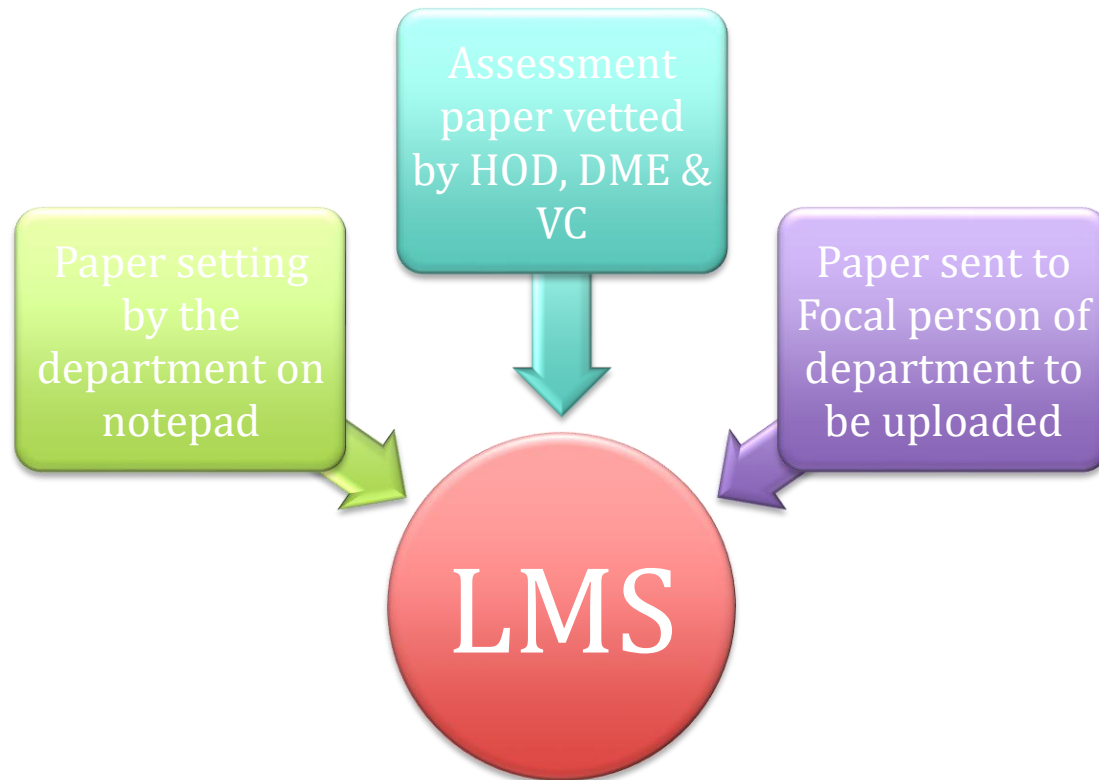 Paper setting
by the
department on
notepad
Assessment
paper vetted
by HOD, DME &
VC
Paper sent to
Focal person of
department to
be uploaded
LMS